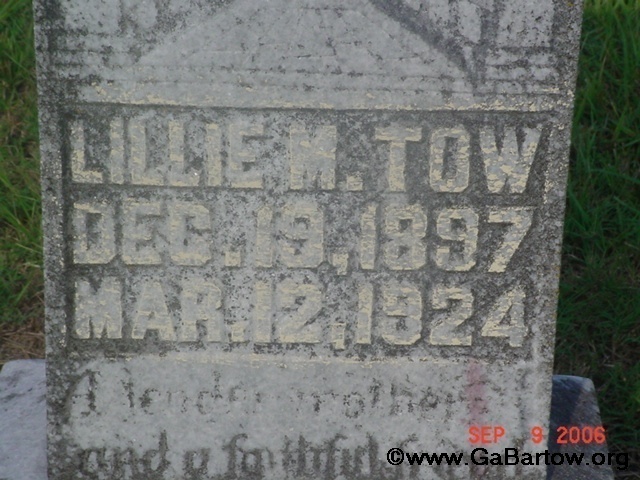 LILLIE M. TOW
DEC. 19, 1897
MAR. 12, 1924
A tender mother
and a faithful
SEP 9 2006
©www.GaBartow.org